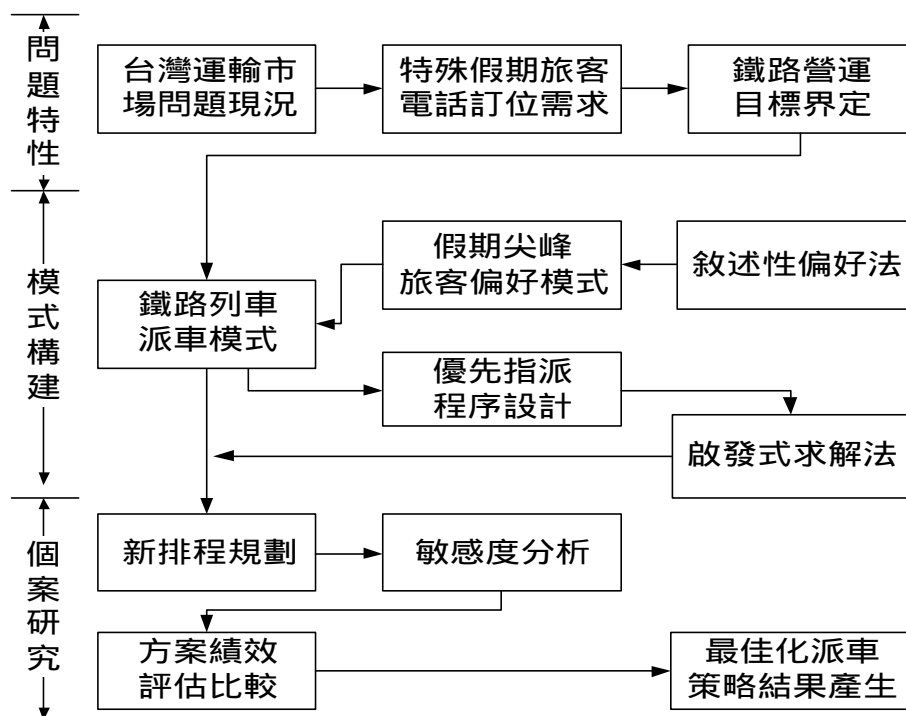 問題特性
台灣運輸市
場問題現況
特殊假期旅客
電話訂位需求
鐵路營運
目標界定
模式構建
假期尖峰
旅客偏好模式
敘述性偏好法
鐵路列車
派車模式
優先指派
程序設計
啟發式求解法
個案研究
新排程規劃
敏感度分析
方案績效
評估比較
最佳化派車
策略結果產生